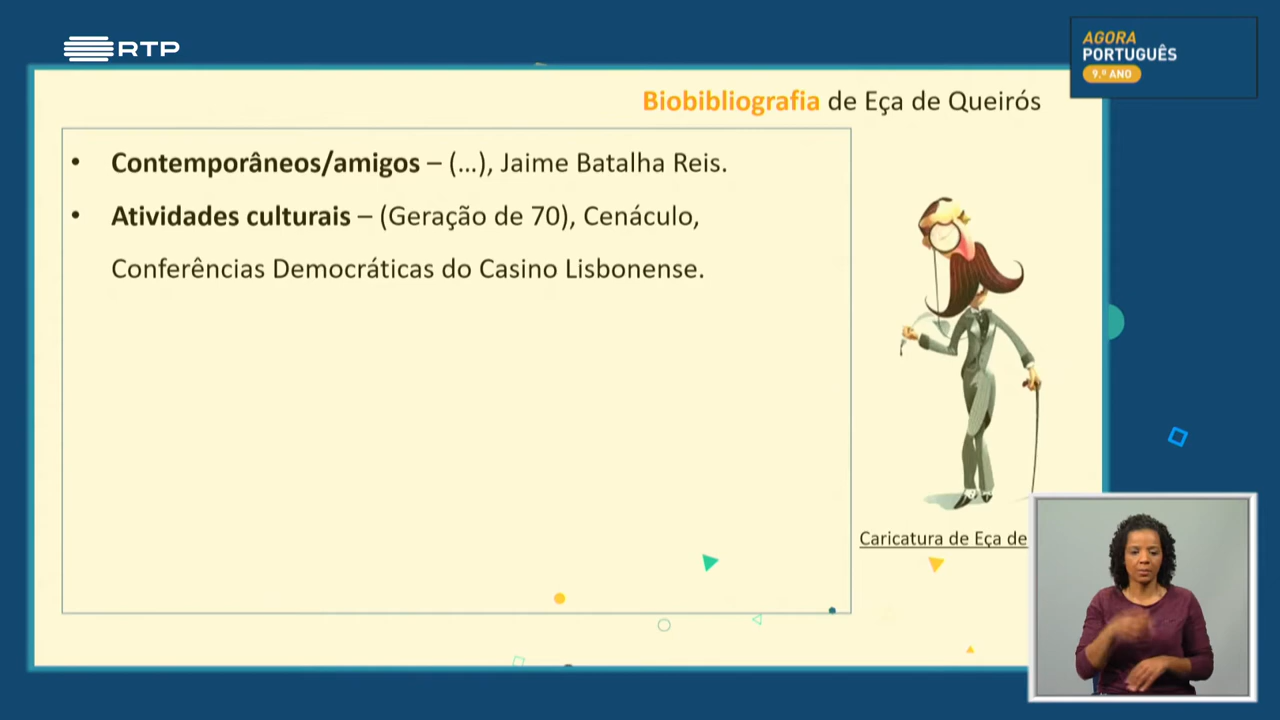 RTP
AGORA
PORTUGUÊS
9.º ANO
Biobibliografia de Eça de Queirós
• Contemporâneos/amigos – (...), Jaime Batalha Reis.
• Atividades culturais – (Geração de 70), Cenáculo,
Conferências Democráticas do Casino Lisbonense.
Caricatura de Eça de